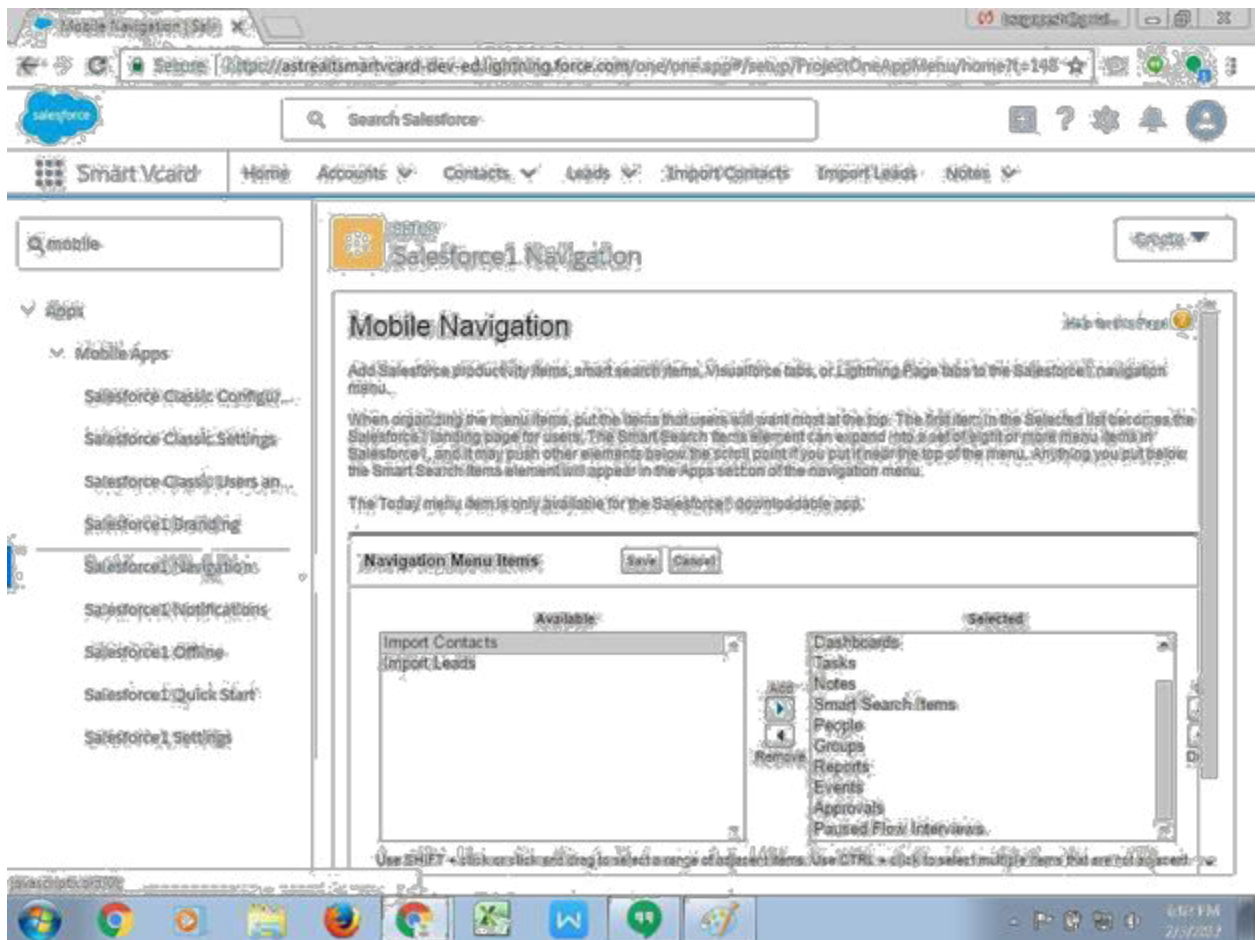 Mobile Navigation | Sale
Secure
https://astreaitsmartvcard-dev-ed.lightning.force.com/one/one.app#/setup/ProjectOneAppMenu/home?t=148
salesforce
Search Salesforce
Smart Vcard Home Accounts Contacts Leads Import Contacts Import Leads Notes
mobile
SETUP
Salesforce1 Navigation
Create
Apps
Mobile Apps
Salesforce Classic Configur...
Salesforce Classic Settings
Salesforce Classic Users an...
Salesforce1 Branding
Salesforce1 Navigation
Salesforce1 Notifications
Salesforce1 Offline
Salesforce1 Quick Start
Salesforce1 Settings
Mobile Navigation
Help for this Page
Add Salesforce productivity items, smart search items, Visualforce tabs, or Lightning Page tabs to the Salesforce1 navigation
menu.
When organizing the menu items, put the items that users will want most at the top. The first item in the Selected list becomes the
Salesforce1 landing page for users. The Smart Search Items element can expand into a set of eight or more menu items in
Salesforce1, and it may push other elements below the scroll point if you put it near the top of the menu. Anything you put below
the Smart Search Items element will appear in the Apps section of the navigation menu.
The Today menu item is only available for the Salesforce1 downloadable app.
Navigation Menu Items
Save Cancel
Available
Import Contacts
Import Leads
Add
Remove
Selected
Dashboards
Tasks
Notes
Smart Search Items
People
Groups
Reports
Events
Approvals
Paused Flow Interviews
Use SHIFT + click or click and drag to select a range of adjacent items. Use CTRL + click to select multiple items that are not adjacent.